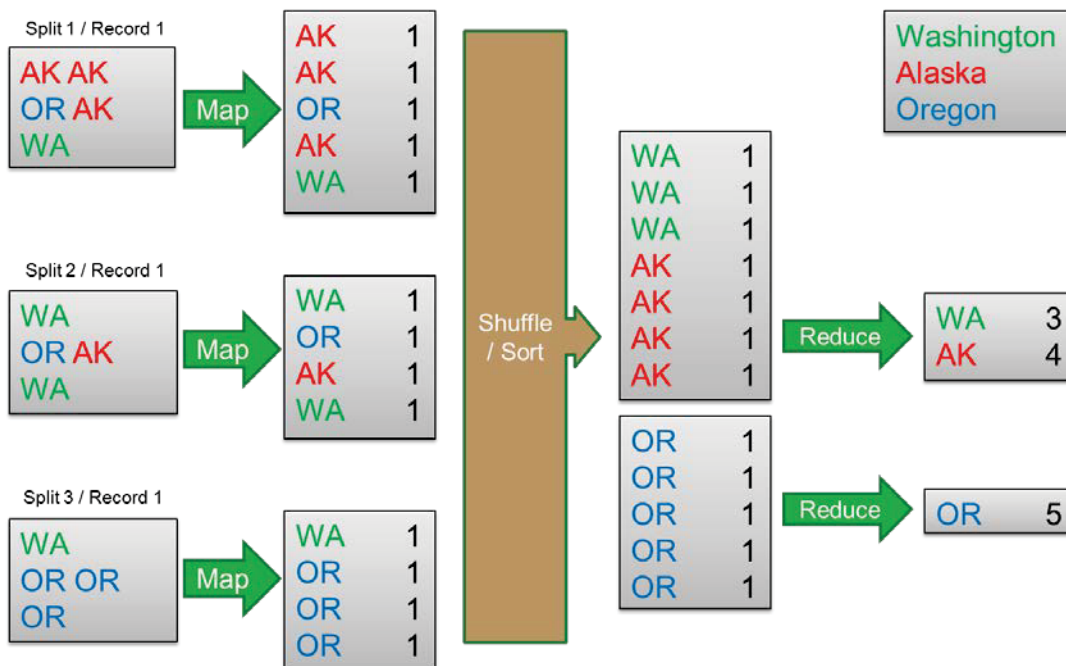 Split 1 / Record 1
AK AK
OR AK
WA
Map
AK 1
AK 1
OR 1
AK 1
WA 1
Split 2 / Record 1
WA
OR AK
WA
Map
WA 1
OR 1
AK 1
WA 1
Split 3 / Record 1
WA
OR OR
OR
Map
WA 1
OR 1
OR 1
OR 1
Shuffle
/ Sort
WA 1
WA 1
WA 1
AK 1
AK 1
AK 1
AK 1
Reduce
WA 3
AK 4
OR 1
OR 1
OR 1
OR 1
OR 1
Reduce
OR 5
Washington
Alaska
Oregon